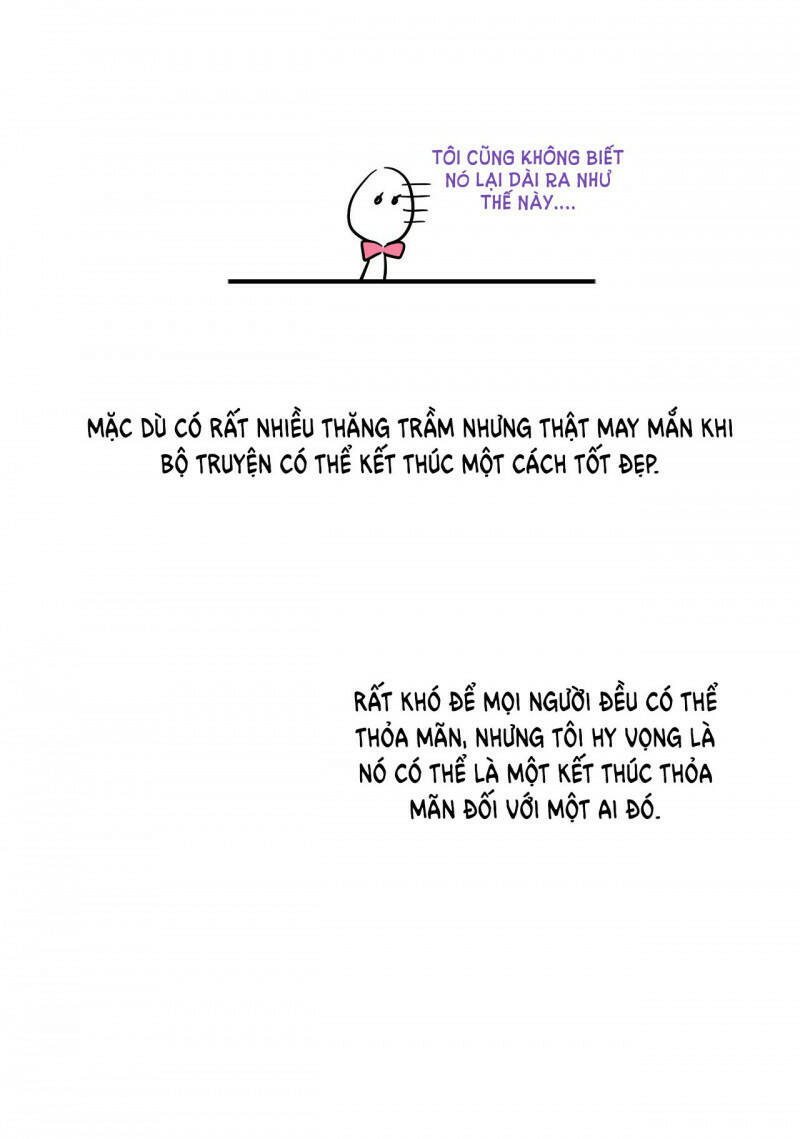 TÔI CŨNG KHÔNG BIẾT
NÓ LẠI DÀI RA NHƯ
THẾ NÀY....
MẶC DÙ CÓ RẤT NHIỀU THĂNG TRẦM NHƯNG THẬT MAY MẮN KHI
BỘ TRUYỆN CÓ THỂ KẾT THÚC MỘT CÁCH TỐT ĐẸP.
RẤT KHÓ ĐỂ MỌI NGƯỜI ĐỀU CÓ THỂ
THỎA MÃN, NHƯNG TÔI HY VỌNG LÀ
NÓ CÓ THỂ LÀ MỘT KẾT THÚC THỎA
MÃN ĐỐI VỚI MỘT AI ĐÓ.